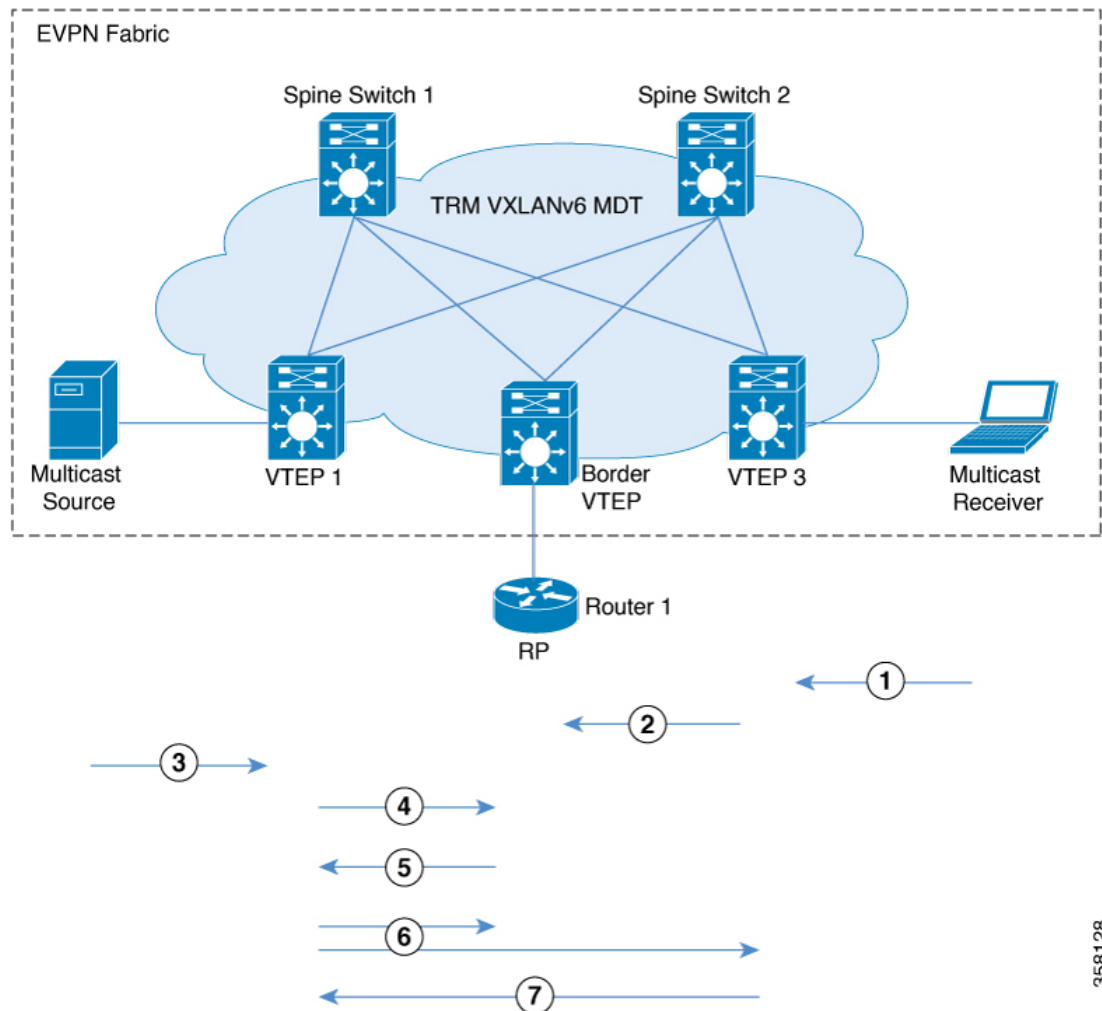 EVPN Fabric
Spine Switch 1
Spine Switch 2
TRM VXLANv6 MDT
Multicast
Source
VTEP 1
Border
VTEP
VTEP 3
Multicast
Receiver
Router 1
RP
1
2
3
4
5
6
7
358128